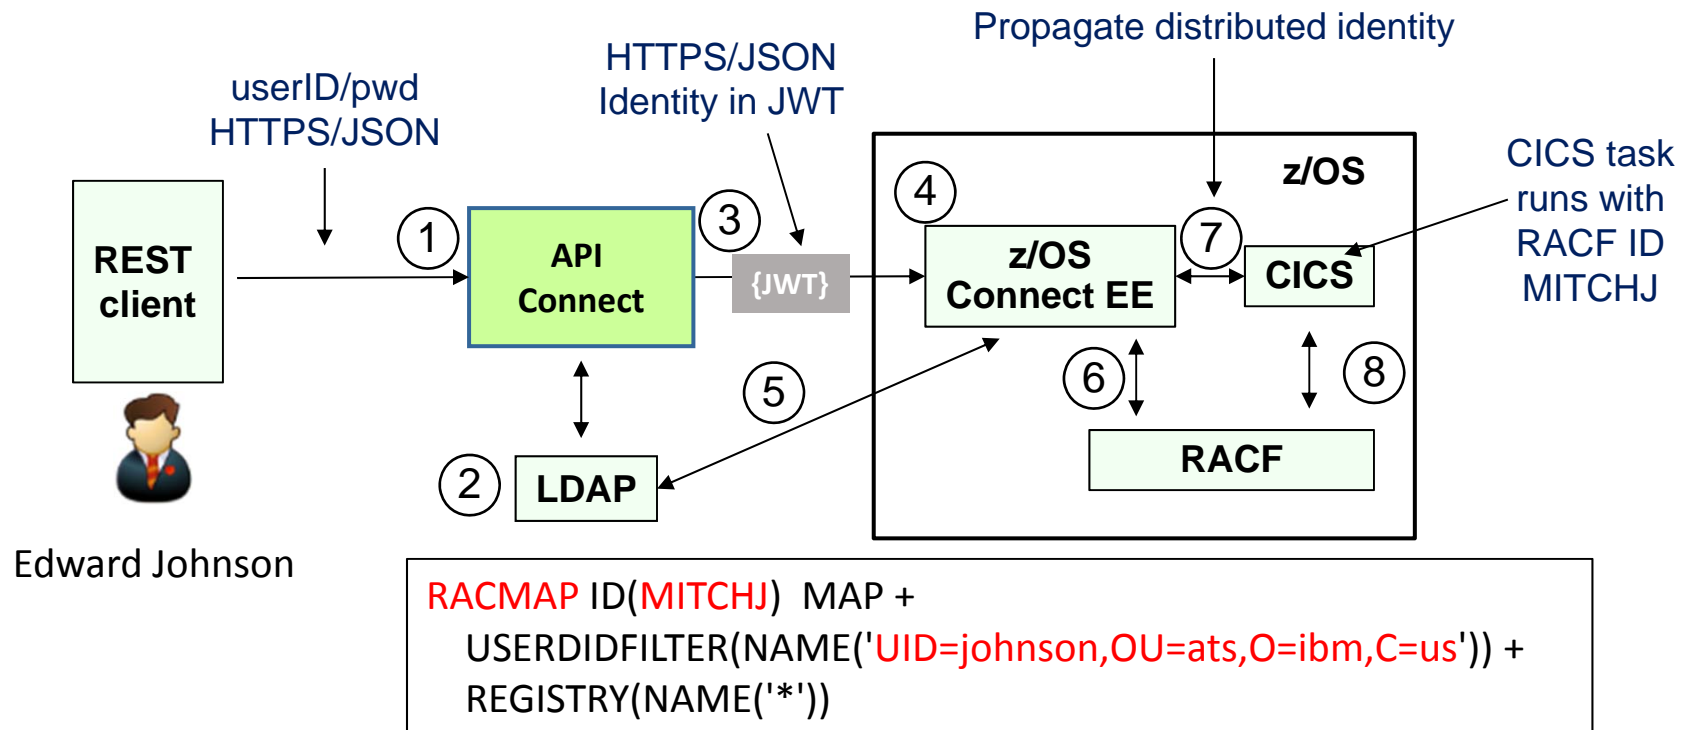 Propagate distributed identity
HTTPS/JSON
Identity in JWT
userID/pwd
HTTPS/JSON
CICS task
runs with
RACF ID
MITCHJ
z/OS
REST
client
1
API
Connect
3
{JWT}
4
z/OS
Connect EE
7
CICS
2
LDAP
5
6
8
RACF
Edward Johnson
RACMAP ID(MITCHJ) MAP +
USERDIDFILTER(NAME('UID=johnson,OU=ats,O=ibm,C=us')) +
REGISTRY(NAME('*'))